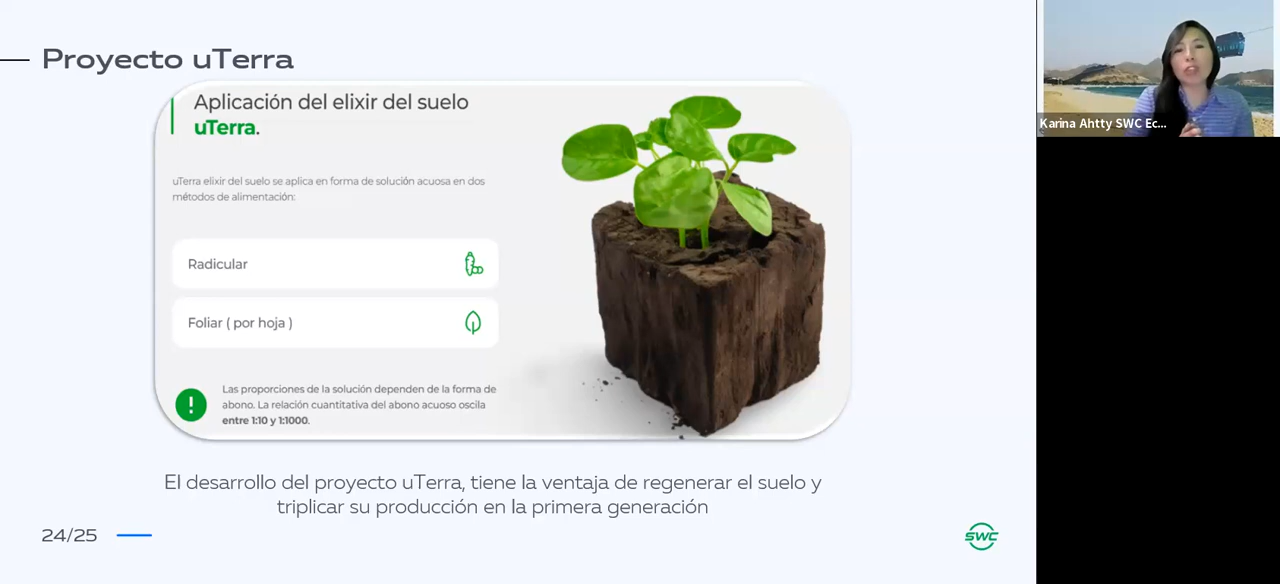 Proyecto uTerra
Aplicación del elixir del suelo
uTerra.
uTerra elixir del suelo se aplica en forma de solución acuosa en dos
métodos de alimentación:
Radicular
Foliar ( por hoja )
!
Las proporciones de la solución dependen de la forma de
abono. La relación cuantitativa del abono acuoso oscila
entre 1:10 y 1:1000.
El desarrollo del proyecto uTerra, tiene la ventaja de regenerar el suelo y
triplicar su producción en la primera generación
24/25
SWC
Karina Ahtty SWC Ec...